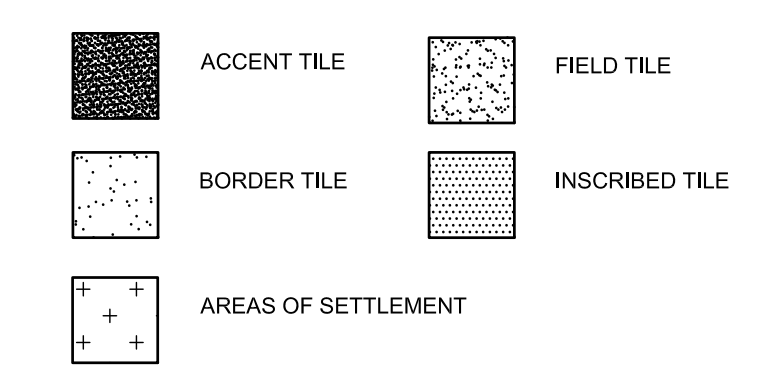 ACCENT TILE
FIELD TILE
BORDER TILE
INSCRIBED TILE
AREAS OF SETTLEMENT